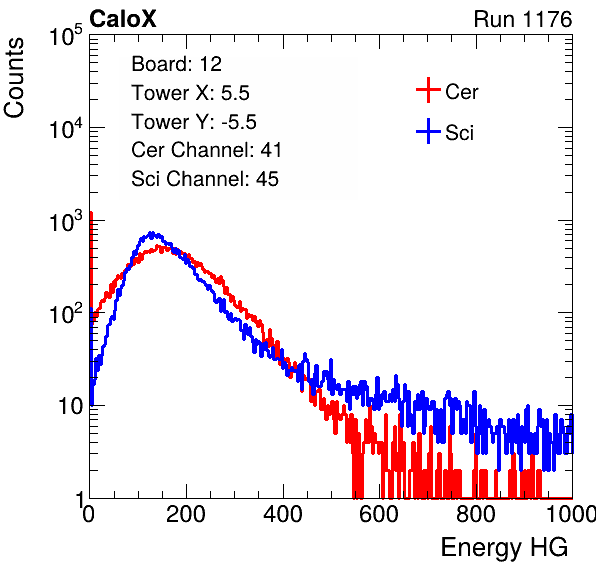 CaloX Run 1176
Counts
10^5
10^4
10^3
10^2
10
1
Board: 12
Tower X: 5.5
Tower Y: -5.5
Cer Channel: 41
Sci Channel: 45
Cer
Sci
0 200 400 600 800 1000
Energy HG